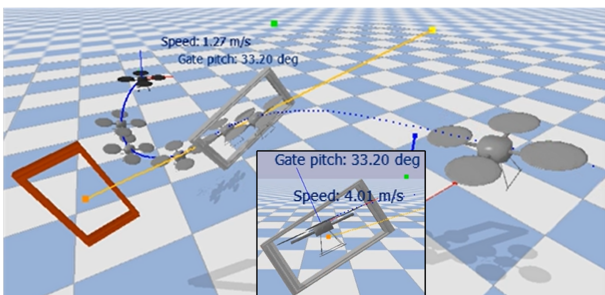 Speed: 1.27 m/s
Gate pitch: 33.20 deg
Gate pitch: 33.20 deg
Speed: 4.01 m/s